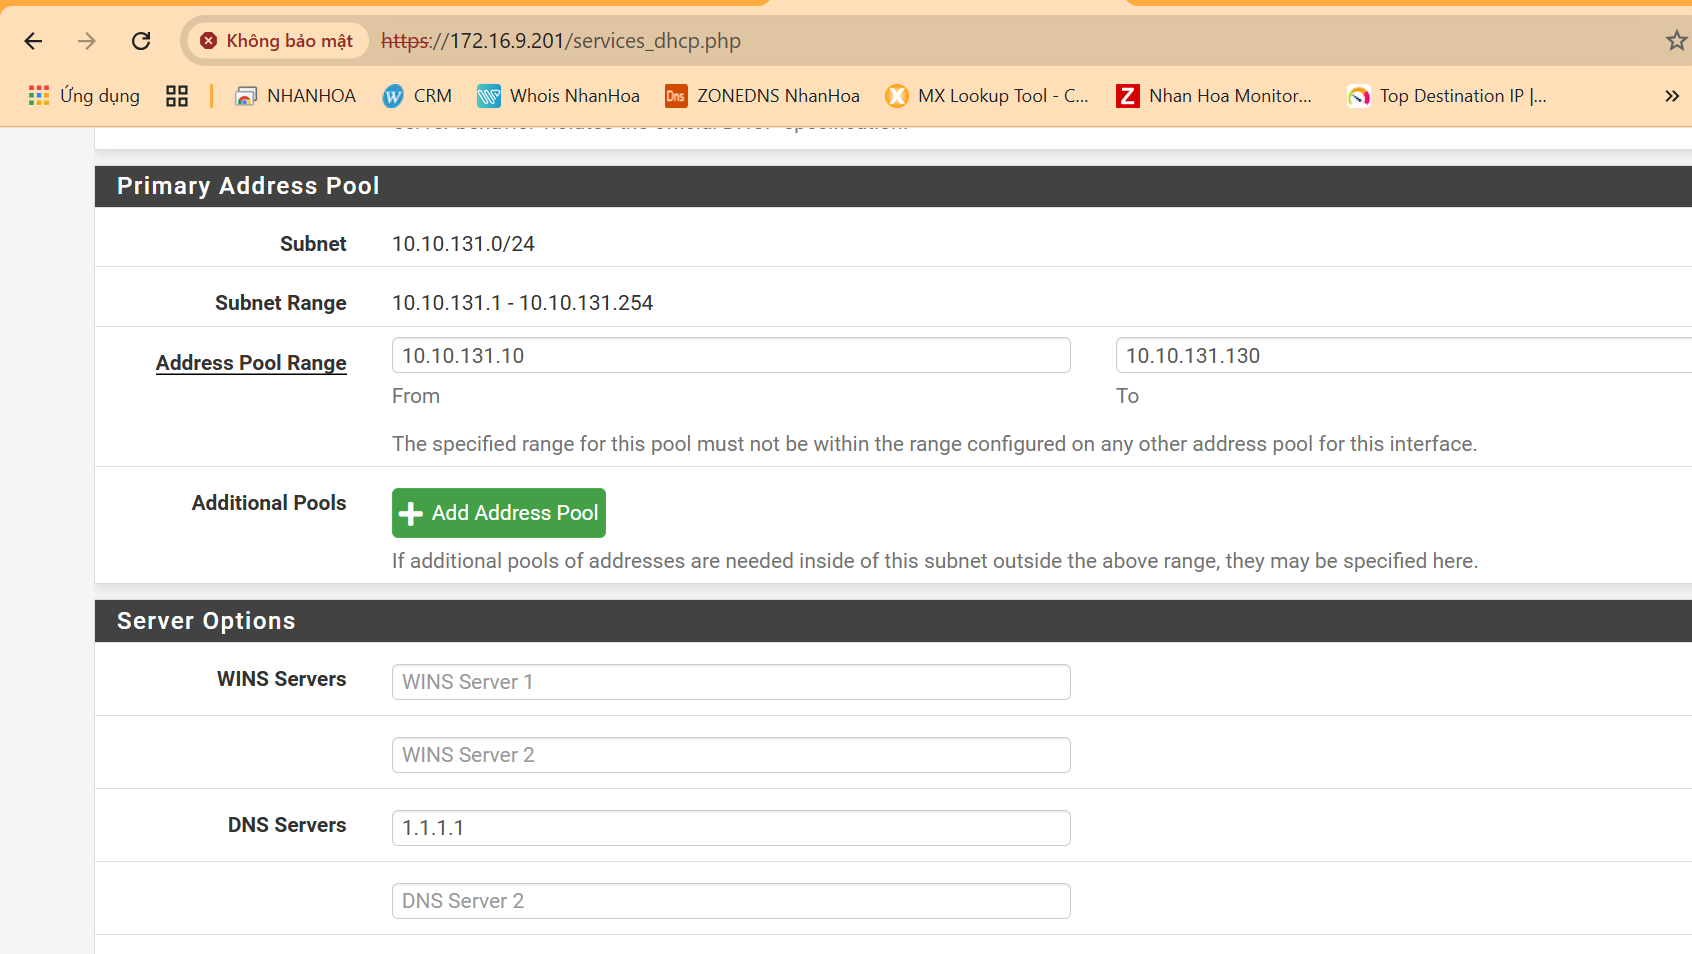 Không bảo mật https://172.16.9.201/services_dhcp.php
Ứng dụng NHANHOA CRM Whois NhanHoa Dns ZONEDNS NhanHoa MX Lookup Tool - C... Z Nhan Hoa Monitor... Top Destination IP |...
Primary Address Pool
Subnet 10.10.131.0/24
Subnet Range 10.10.131.1 - 10.10.131.254
Address Pool Range 10.10.131.10 10.10.131.130
From To
The specified range for this pool must not be within the range configured on any other address pool for this interface.
Additional Pools Add Address Pool
If additional pools of addresses are needed inside of this subnet outside the above range, they may be specified here.
Server Options
WINS Servers WINS Server 1
WINS Server 2
DNS Servers 1.1.1.1
DNS Server 2